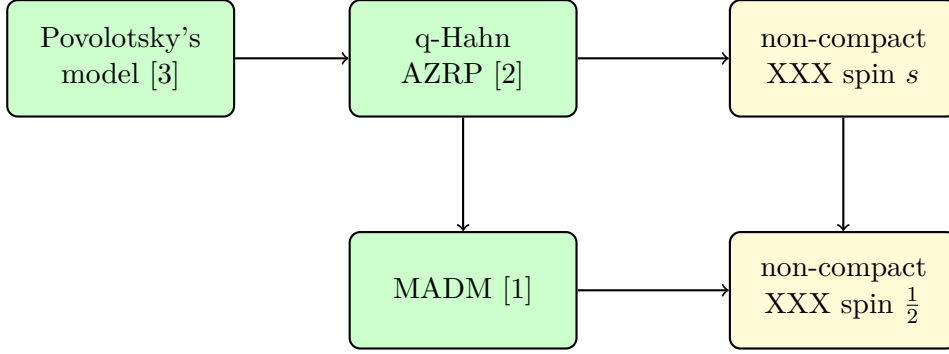 Povolotsky's
model [3]
q-Hahn
AZRP [2]
non-compact
XXX spin s
MADM [1]
non-compact
XXX spin 1/2